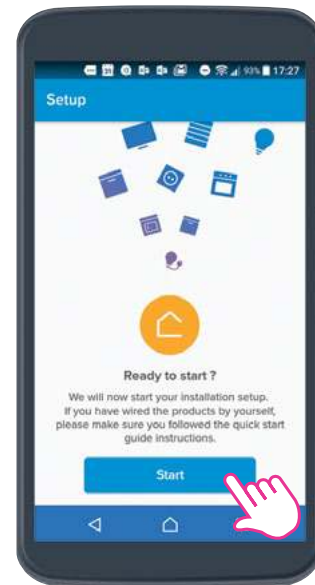 93% 17:27
Setup
Ready to start ?
We will now start your installation setup.
If you have wired the products by yourself,
please make sure you followed the quick start
guide instructions.
Start